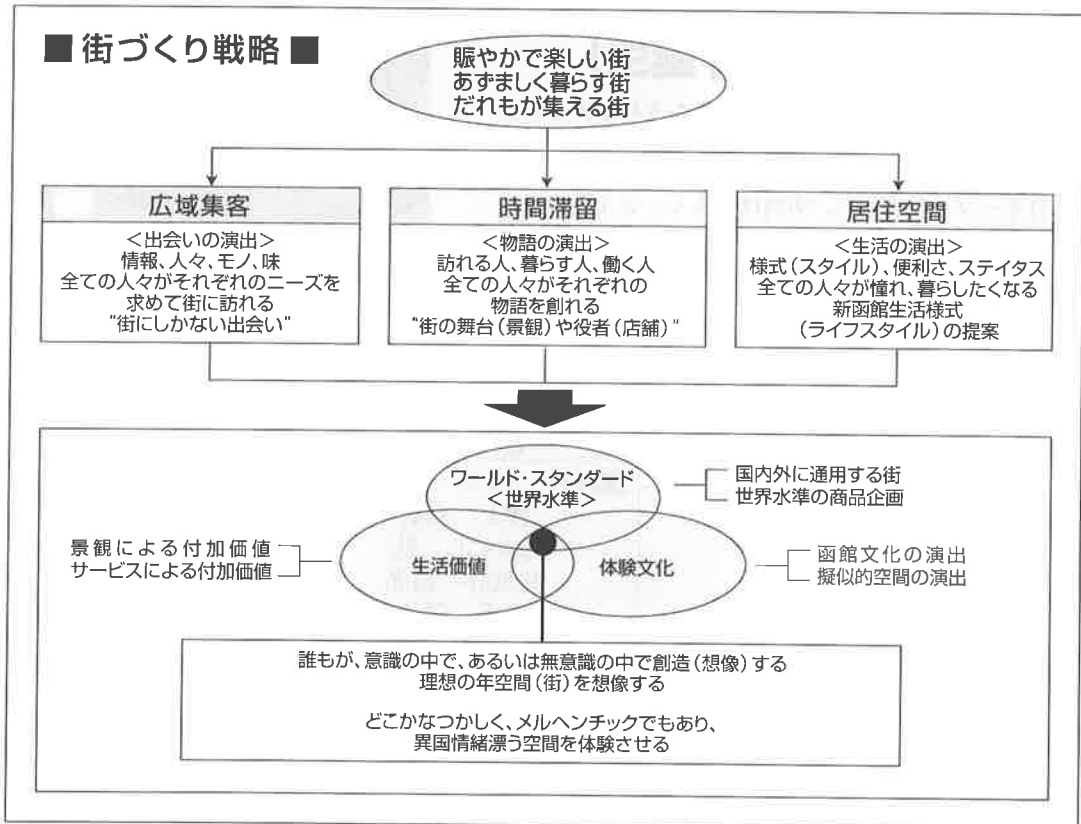 ■街づくり戦略■
賑やかで楽しい街
あずましく暮らす街
だれもが集える街
広域集客
<出会いの演出>
情報、人々、モノ、味
全ての人々がそれぞれのニーズを
求めて街に訪れる
"街にしかない出会い"
時間滞留
<物語の演出>
訪れる人、暮らす人、働く人
全ての人々がそれぞれの
物語を創れる
"街の舞台(景観)や役者(店舗)"
居住空間
<生活の演出>
様式(スタイル)、便利さ、ステイタス
全ての人々が憧れ、暮らしたくなる
新函館生活様式
(ライフスタイル)の提案
ワールド・スタンダード
<世界水準>
国内外に通用する街
世界水準の商品企画
景観による付加価値
サービスによる付加価値
生活価値
体験文化
函館文化の演出
擬似的空間の演出
誰もが、意識の中で、あるいは無意識の中で創造(想像)する
理想の年空間(街)を想像する
どこかなつかしく、メルヘンチックでもあり、
異国情緒漂う空間を体験させる